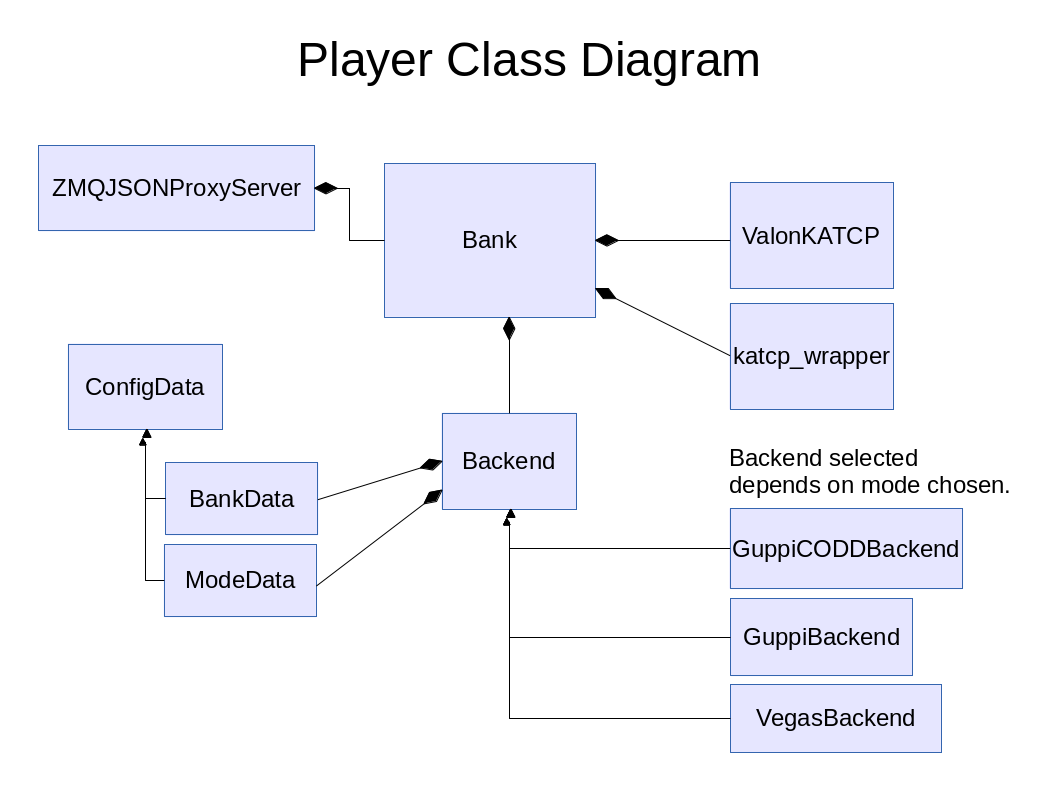 Player Class Diagram
ZMQJSONProxyServer
Bank
ValonKATCP
katcp_wrapper
ConfigData
BankData
ModeData
Backend
Backend selected
depends on mode chosen.
GuppiCODDBackend
GuppiBackend
VegasBackend